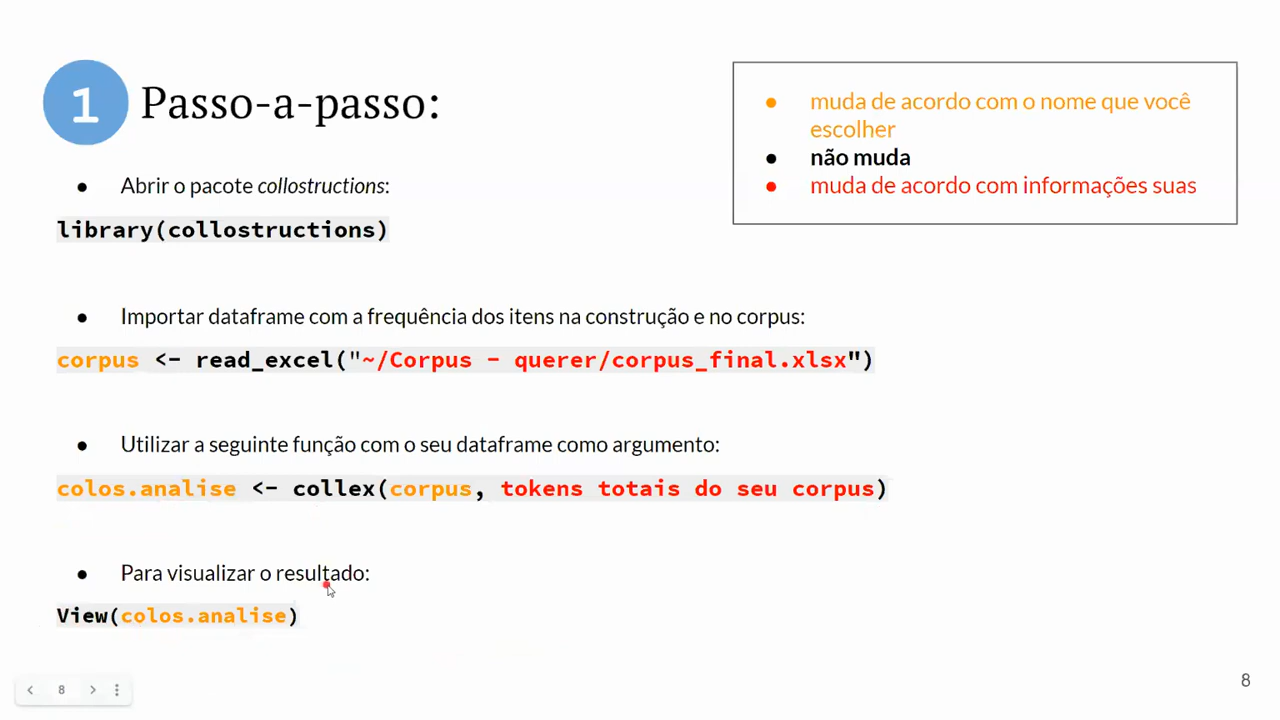 1 Passo-a-passo:
muda de acordo com o nome que você
escolher
não muda
muda de acordo com informações suas
Abrir o pacote collostructions:
library(collostructions)
Importar dataframe com a frequência dos itens na construção e no corpus:
corpus <- read_excel("~/Corpus - querer/corpus_final.xlsx")
Utilizar a seguinte função com o seu dataframe como argumento:
colos.analise <- collex(corpus, tokens totais do seu corpus)
Para visualizar o resultado:
View(colos.analise)
8
8